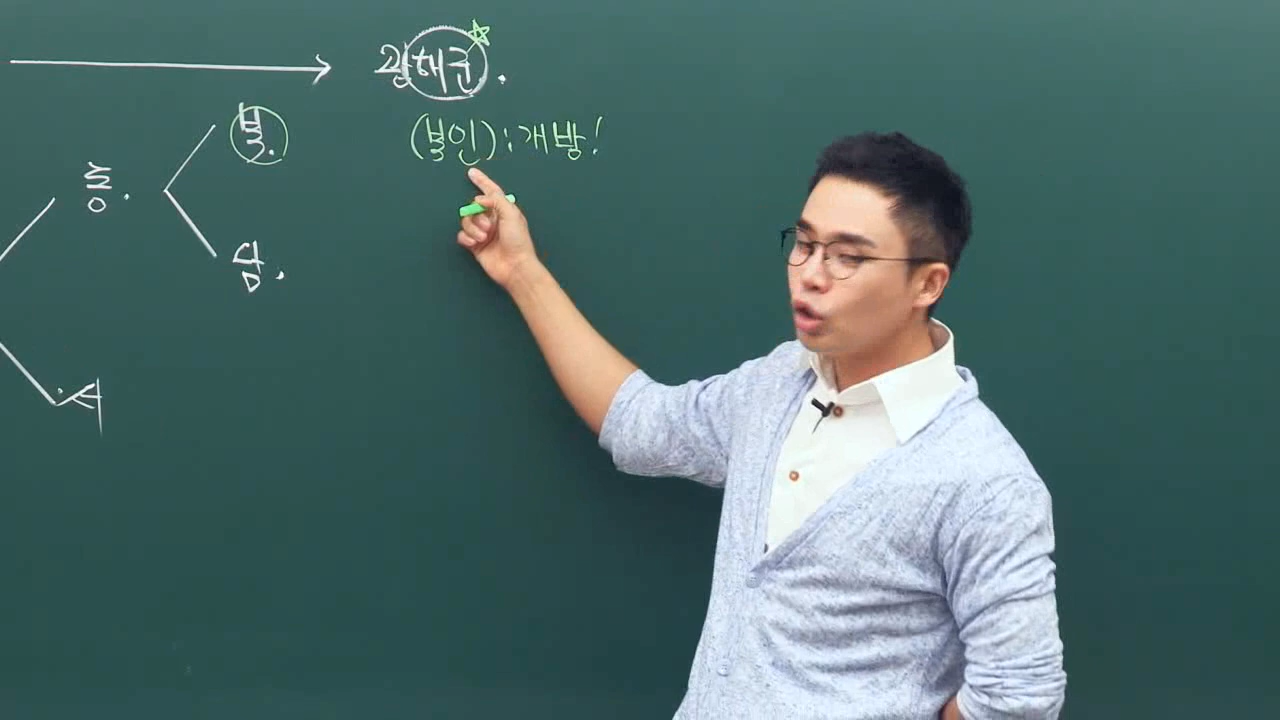 광해군.
(북인) : 개방!
북.
동.
남.
서